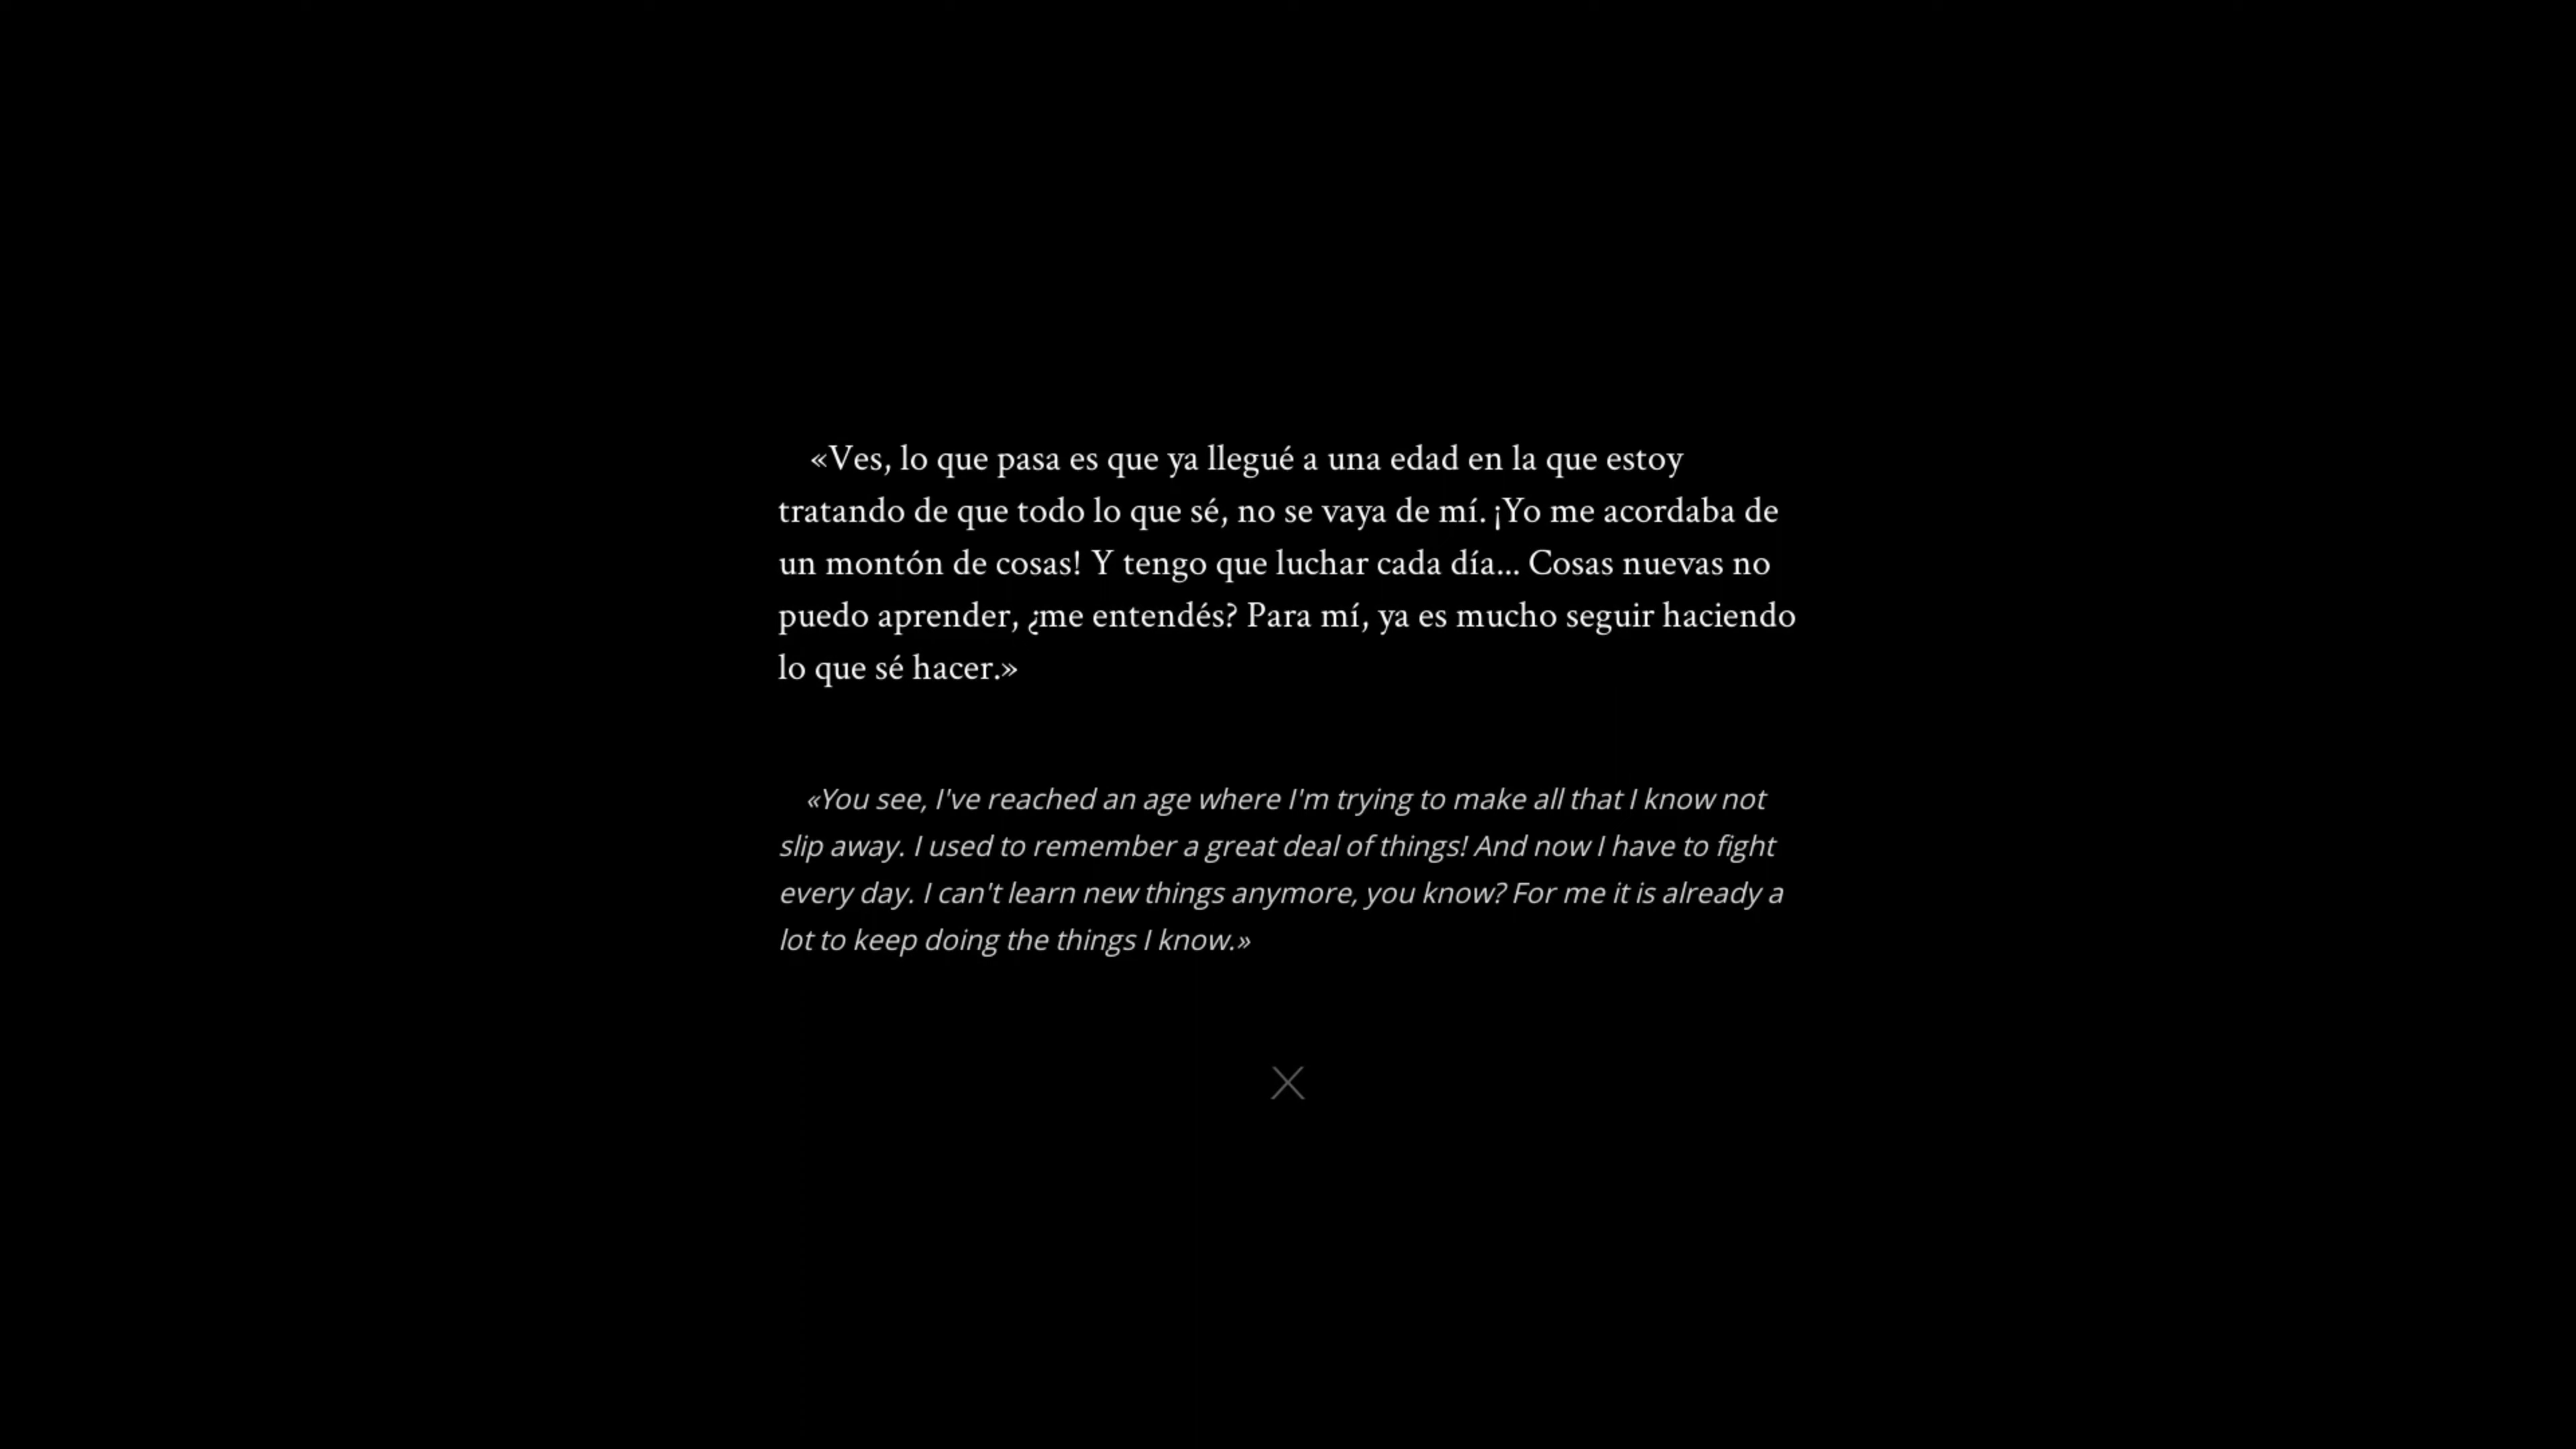 «Ves, lo que pasa es que ya llegué a una edad en la que estoy
tratando de que todo lo que sé, no se vaya de mí. ¡Yo me acordaba de
un montón de cosas! Y tengo que luchar cada día... Cosas nuevas no
puedo aprender, ¿me entendés? Para mí, ya es mucho seguir haciendo
lo que sé hacer.»
«You see, I've reached an age where I'm trying to make all that I know not
slip away. I used to remember a great deal of things! And now I have to fight
every day. I can't learn new things anymore, you know? For me it is already a
lot to keep doing the things I know.»